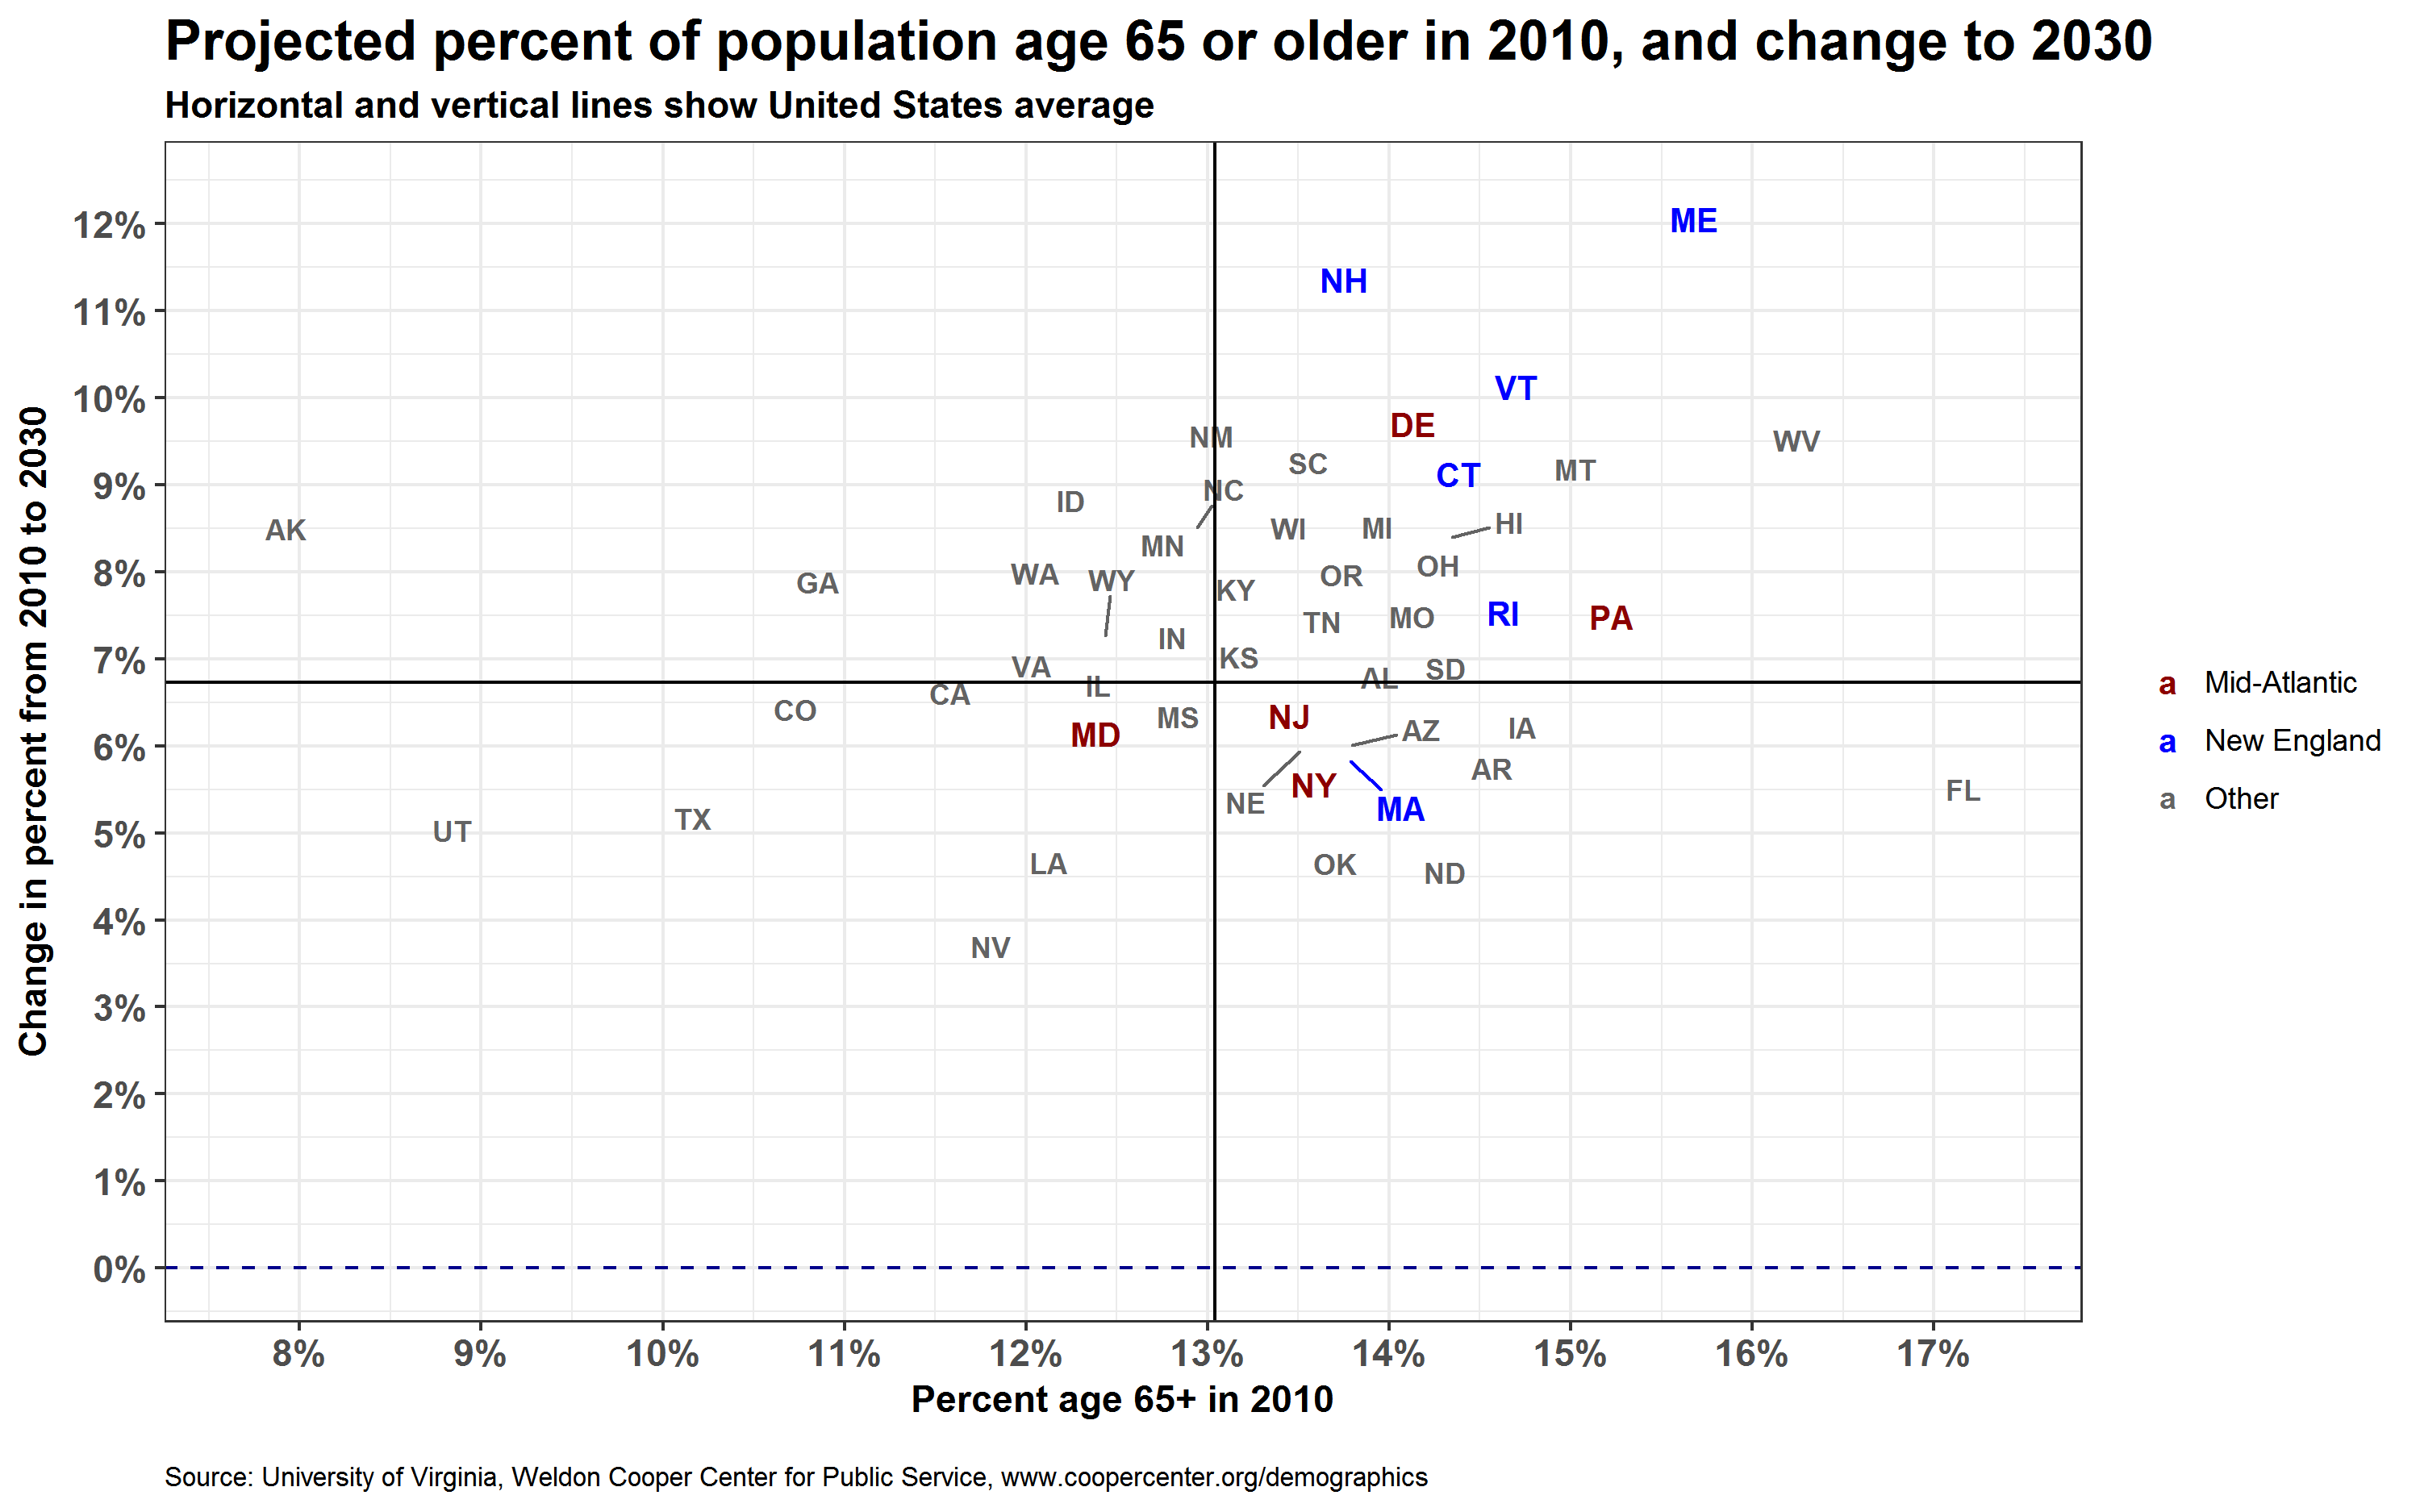 Projected percent of population age 65 or older in 2010, and change to 2030
Horizontal and vertical lines show United States average
Change in percent from 2010 to 2030
12%
11%
10%
9%
8%
7%
6%
5%
4%
3%
2%
1%
0%
ME
NH
VT
DE
NM
WV
SC
MT
CT
NC
ID
HI
AK
WI
MI
MN
OH
WA
WY
OR
GA
KY
RI
MO
PA
TN
IN
KS
VA
SD
AL
IL
CA
CO
MS
NJ
IA
AZ
MD
AR
NY
FL
NE
MA
TX
UT
LA
OK
ND
NV
a Mid-Atlantic
a New England
a Other
8% 9% 10% 11% 12% 13% 14% 15% 16% 17%
Percent age 65+ in 2010
Source: University of Virginia, Weldon Cooper Center for Public Service, www.coopercenter.org/demographics